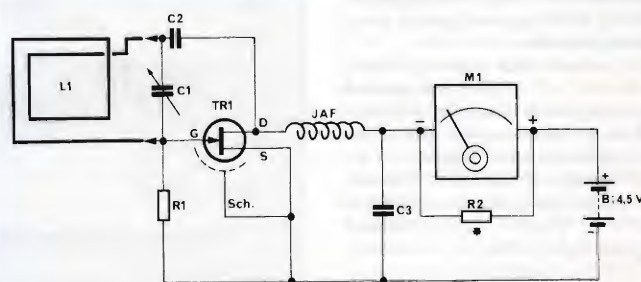 C2
L1
C1
TR1
G
D
S
JAF
M1
−
+
R1
Sch.
C3
R2
*
+
B: 4,5 V
−